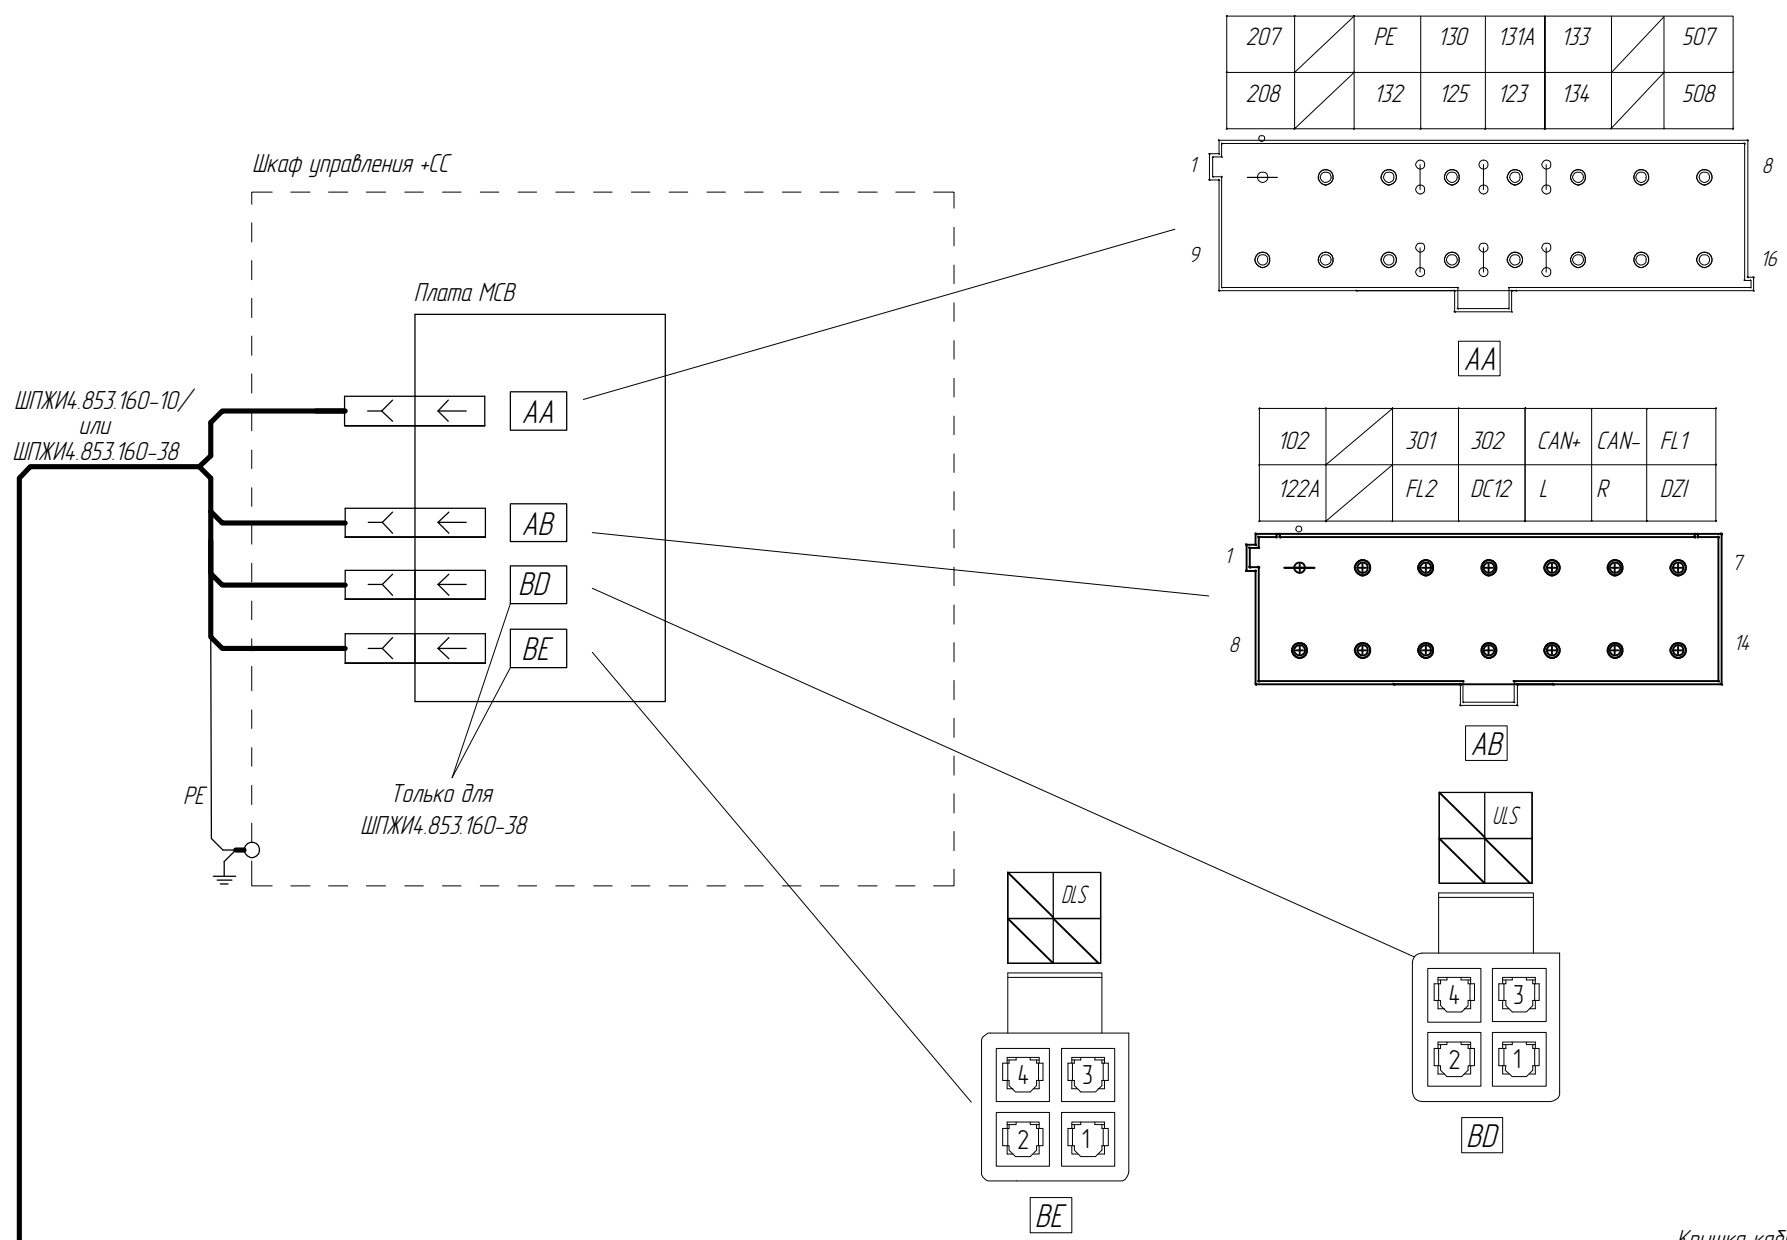 207 PE 130 131A 133 507
208 132 125 123 134 508
1 8
9 16
AA
Шкаф управления +СС
Плата МСВ
ШПЖИ4.853.160-10/
или
ШПЖИ4.853.160-38
AA
AB
BD
BE
PE
Только для
ШПЖИ4.853.160-38
102 301 302 CAN+ CAN- FL1
122A FL2 DC12 L R DZI
1 7
8 14
AB
ULS
4 3
2 1
BD
DLS
4 3
2 1
BE